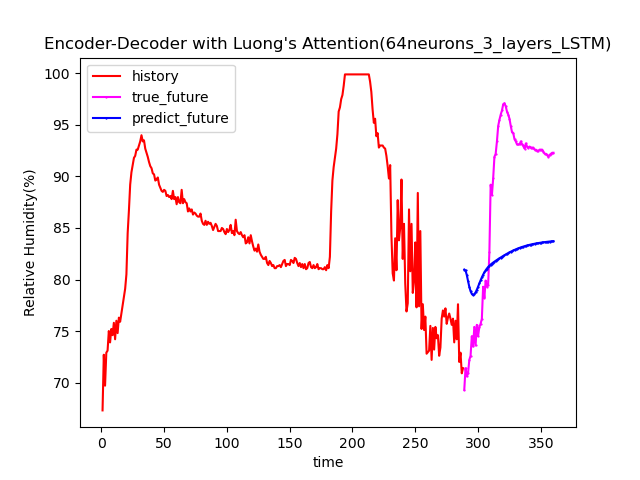 Encoder-Decoder with Luong's Attention(64neurons_3_layers_LSTM)
history
true_future
predict_future
Relative Humidity(%)
100
95
90
85
80
75
70
0 50 100 150 200 250 300 350
time